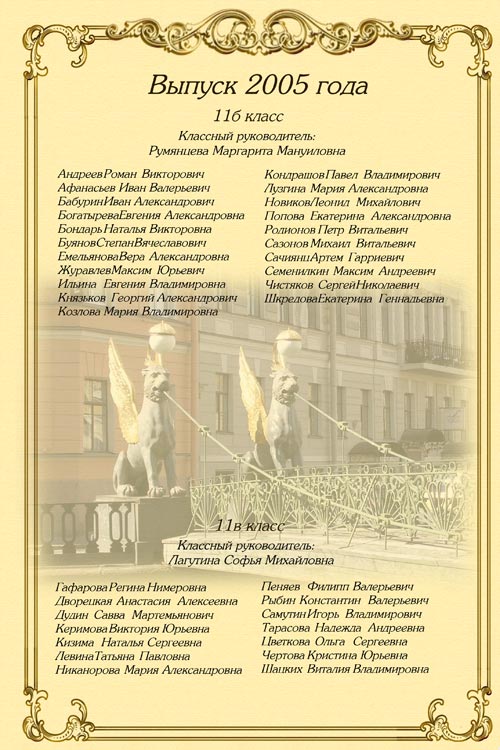 Выпуск 2005 года
11б класс
Классный руководитель:
Румянцева Маргарита Мануиловна
Андреев Роман Викторович
Афанасьев Иван Валерьевич
Бабурин Иван Александрович
Богатырева Евгения Александровна
Бондарь Наталья Викторовна
Буянов Степан Вячеславович
Емельянова Вера Александровна
Журавлев Максим Юрьевич
Ильина Евгения Владимировна
Князьков Георгий Александрович
Козлова Мария Владимировна
Кондрашов Павел Владимирович
Лузгина Мария Александровна
Новиков Леонид Михайлович
Попова Екатерина Александровна
Родионов Петр Витальевич
Сазонов Михаил Витальевич
Сачиянц Артем Гарриевич
Семенилкин Максим Андреевич
Чистяков Сергей Николаевич
Шкредова Екатерина Геннадьевна
11в класс
Классный руководитель:
Лагутина Софья Михайловна
Гафарова Регина Нимеровна
Дворецкая Анастасия Алексеевна
Дудин Савва Мартемьянович
Керимова Виктория Юрьевна
Кизима Наталья Сергеевна
Левина Татьяна Павловна
Никанорова Мария Александровна
Пеняев Филипп Валерьевич
Рыбин Константин Валерьевич
Самутин Игорь Владимирович
Тарасова Надежда Андреевна
Цветкова Ольга Сергеевна
Чертова Кристина Юрьевна
Шацких Виталия Владимировна